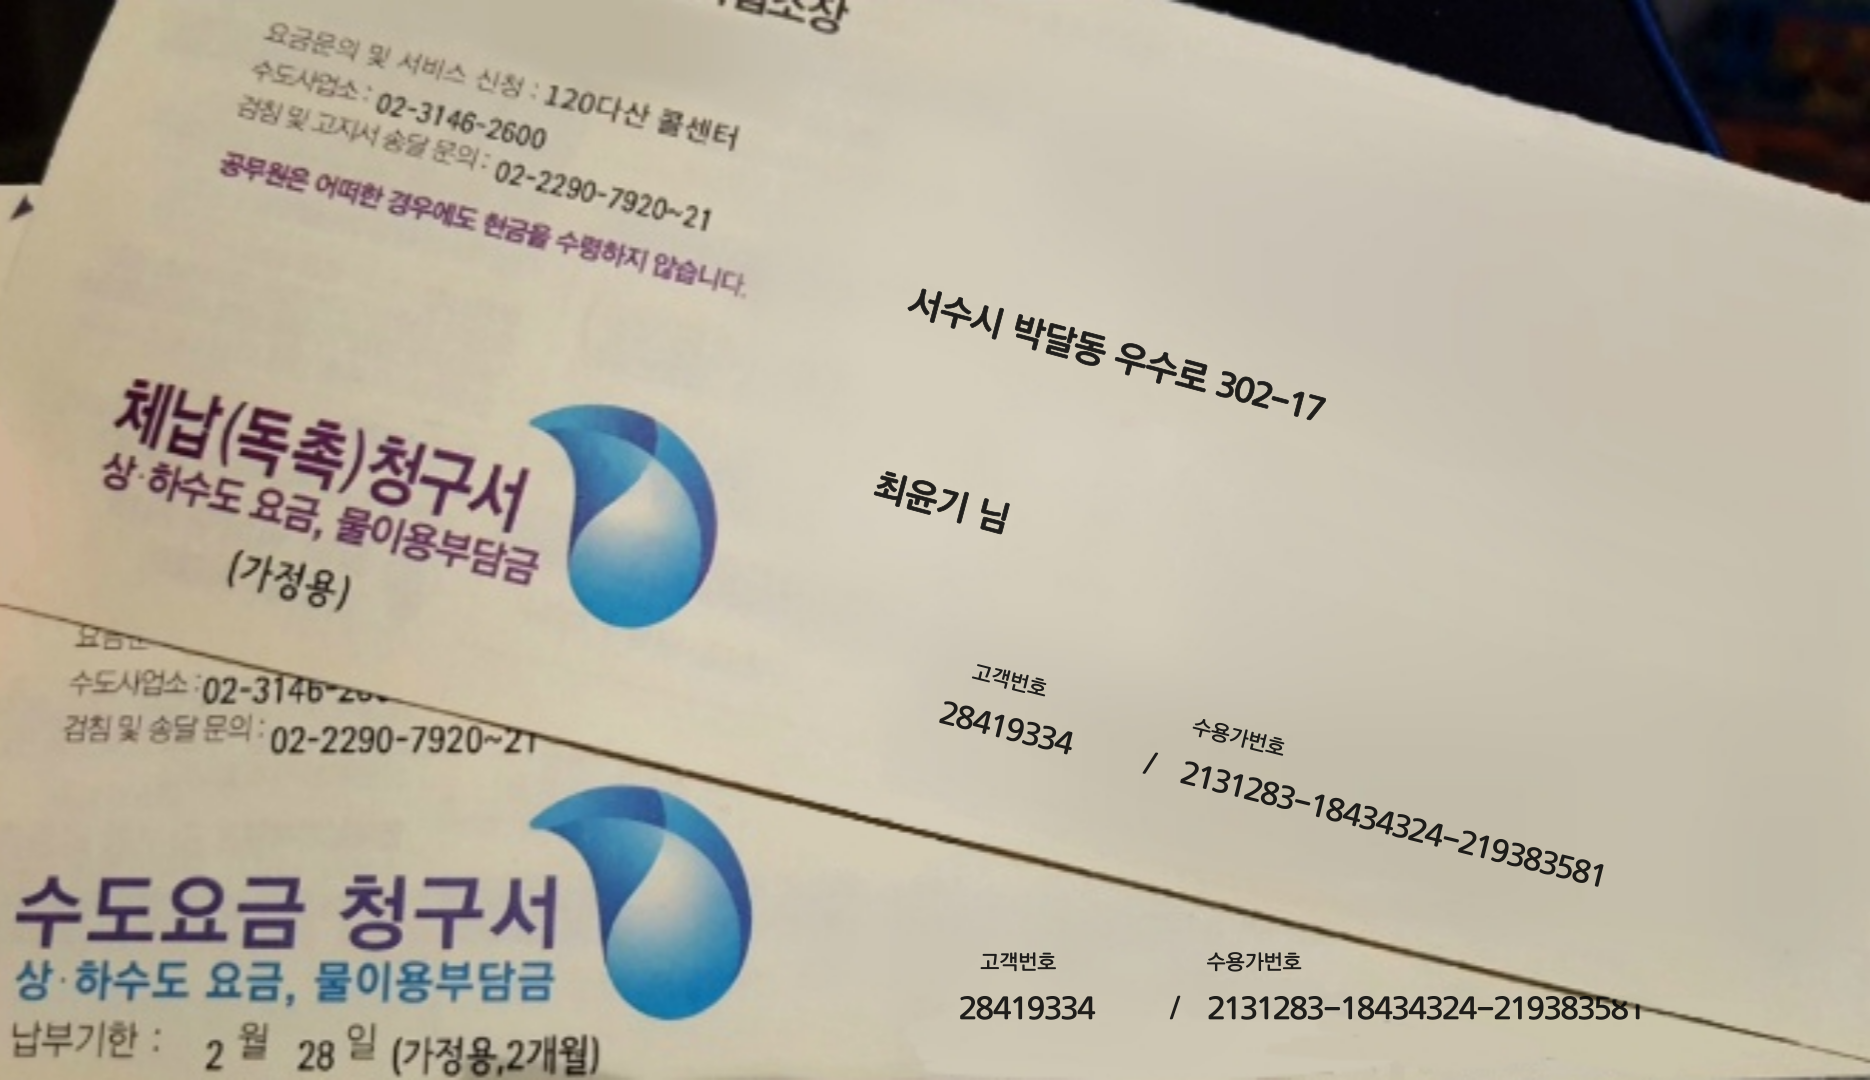 요금문의 및 서비스 신청 : 120다산 콜센터
수도사업소 : 02-3146-2600
검침 및 고지서 송달 문의 : 02-2290-7920~21
공무원은 어떠한 경우에도 현금을 수령하지 않습니다.
서수시 박달동 우수로 302-17
체납(독촉)청구서
상·하수도 요금, 물이용부담금
(가정용)
최윤기 님
고객번호
수용가번호
28419334 / 2131283-18434324-219383581
수도사업소 : 02-3146-
검침 및 송달 문의 : 02-2290-7920~21
수도요금 청구서
상·하수도 요금, 물이용부담금
납부기한 : 2 월 28 일 (가정용,2개월)
고객번호 수용가번호
28419334 / 2131283-18434324-219383581